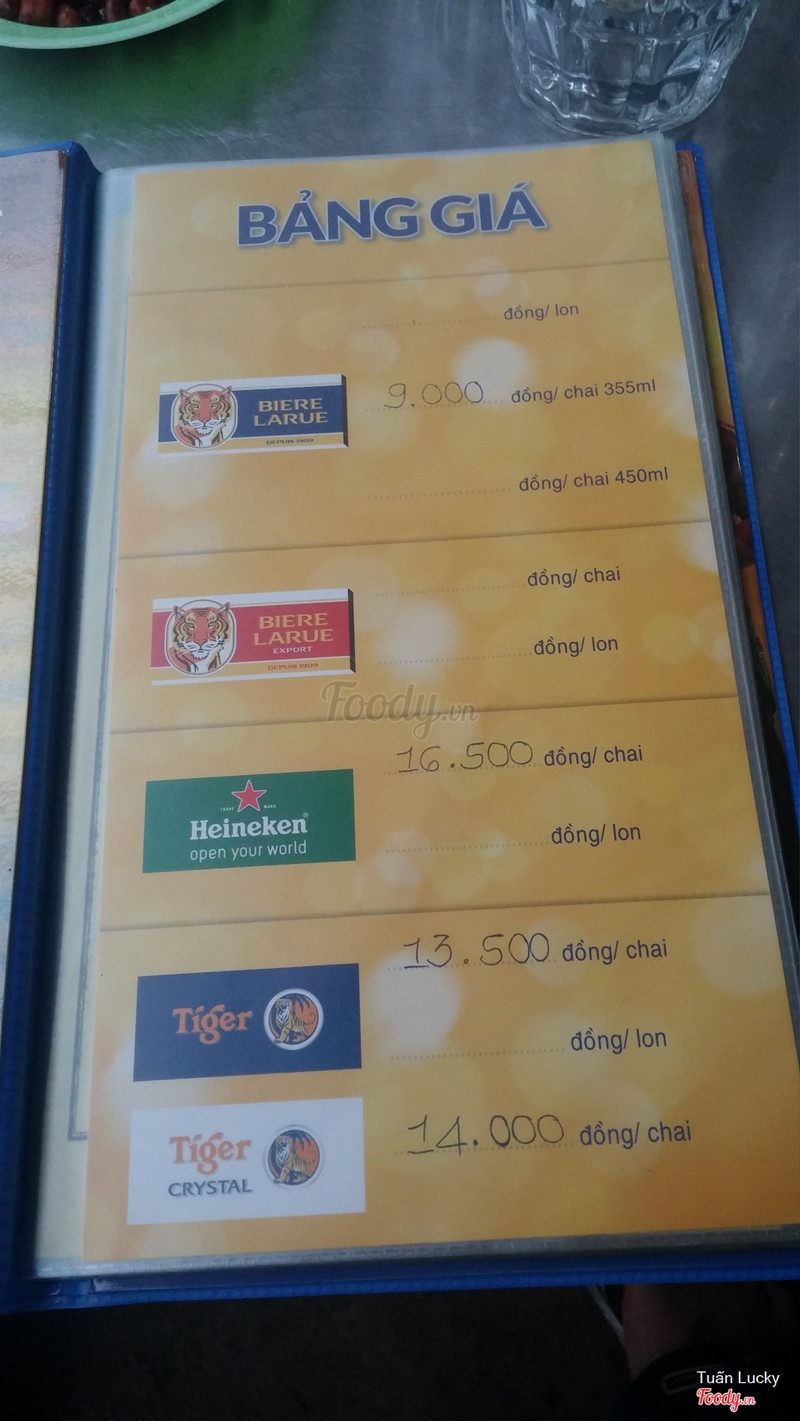 BẢNG GIÁ
đồng/ lon
BIERE
LARUE
DEPUIS 1909
9.000 đồng/ chai 355ml
đồng/ chai 450ml
đồng/ chai
BIERE
LARUE
EXPORT
DEPUIS 1909
đồng/ lon
Foody.vn
16.500 đồng/ chai
TRADE MARK
Heineken
open your world
đồng/ lon
13.500 đồng/ chai
Tiger
đồng/ lon
14.000 đồng/ chai
Tiger
CRYSTAL
Tuấn Lucky
Foody.vn